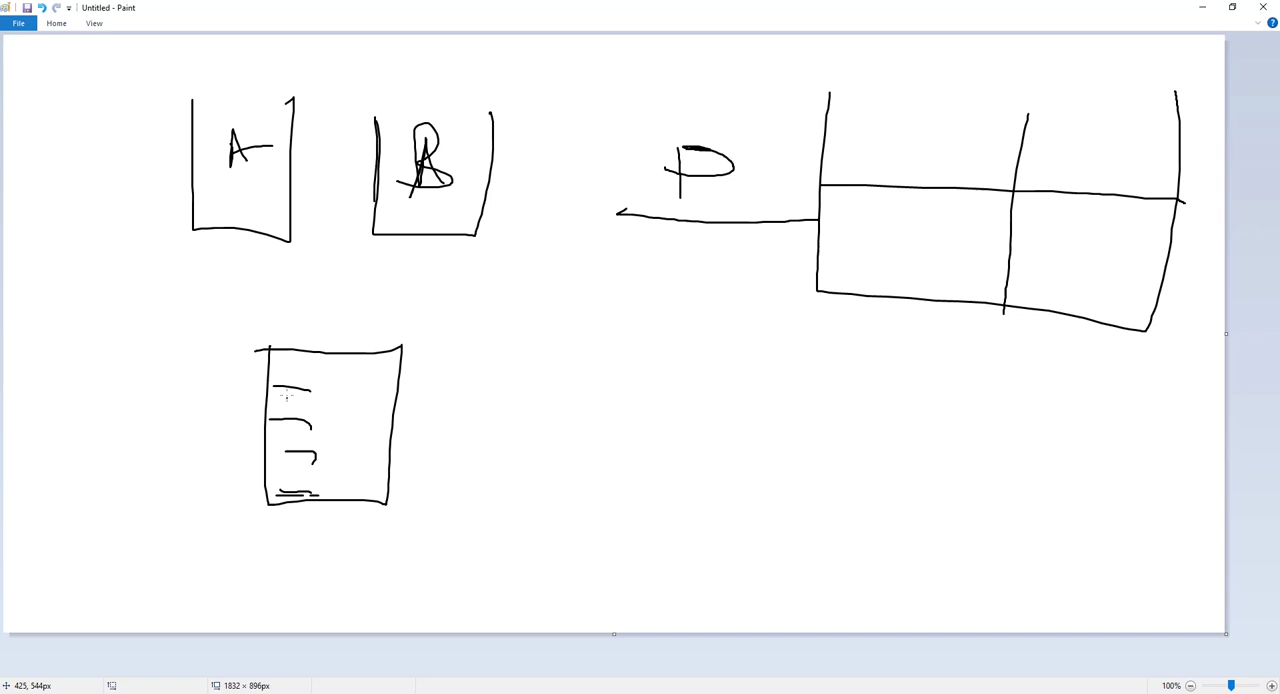 Untitled - Paint
File Home View
A
P
425, 544px
1832 × 896px
100%